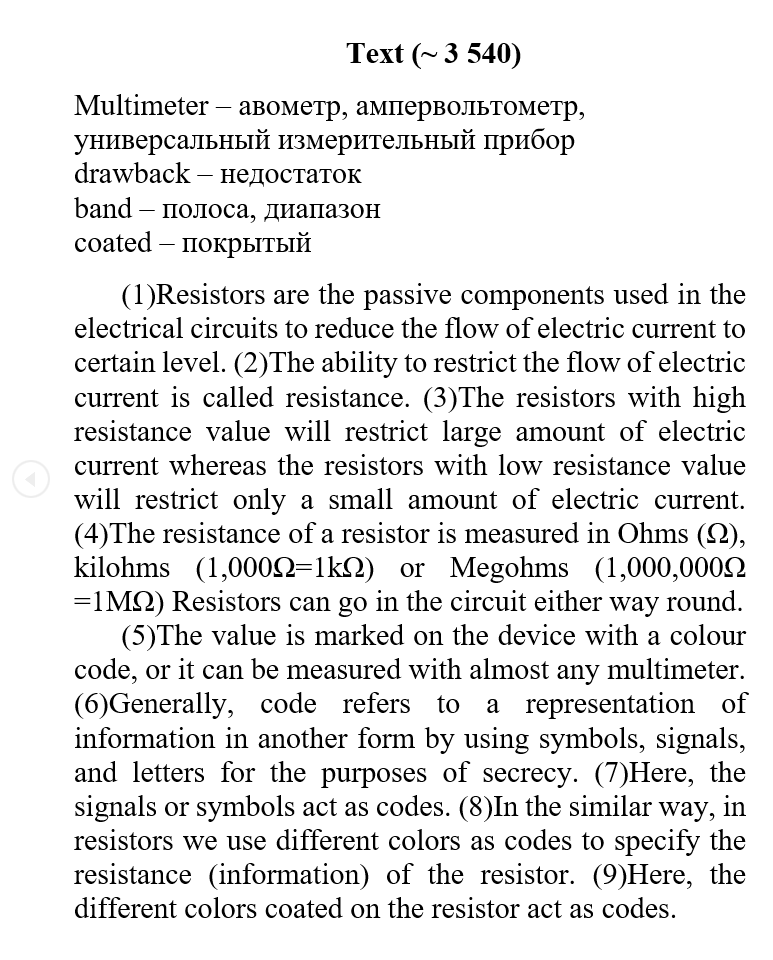 Text (~ 3 540)
Multimeter – авометр, ампервольтометр,
универсальный измерительный прибор
drawback – недостаток
band – полоса, диапазон
coated – покрытый
(1)Resistors are the passive components used in the
electrical circuits to reduce the flow of electric current to
certain level. (2)The ability to restrict the flow of electric
current is called resistance. (3)The resistors with high
resistance value will restrict large amount of electric
current whereas the resistors with low resistance value
will restrict only a small amount of electric current.
(4)The resistance of a resistor is measured in Ohms (Ω),
kilohms (1,000Ω=1kΩ) or Megohms (1,000,000Ω
=1MΩ) Resistors can go in the circuit either way round.
(5)The value is marked on the device with a colour
code, or it can be measured with almost any multimeter.
(6)Generally, code refers to a representation of
information in another form by using symbols, signals,
and letters for the purposes of secrecy. (7)Here, the
signals or symbols act as codes. (8)In the similar way, in
resistors we use different colors as codes to specify the
resistance (information) of the resistor. (9)Here, the
different colors coated on the resistor act as codes.